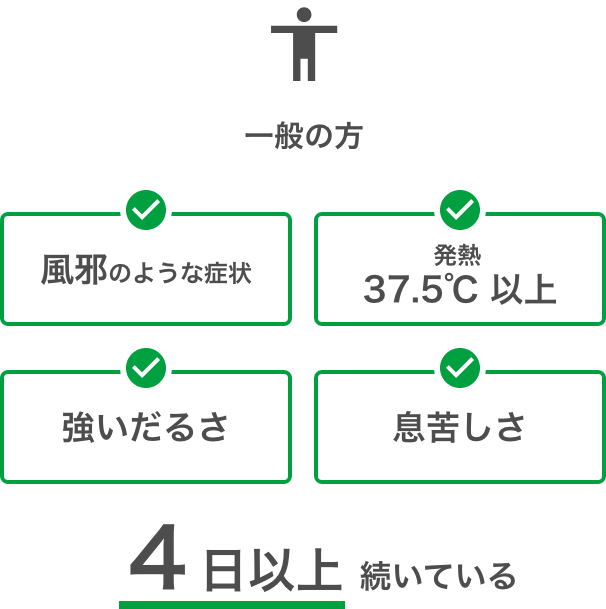 一般の方
風邪のような症状
発熱
37.5℃ 以上
強いだるさ
息苦しさ
4日以上 続いている